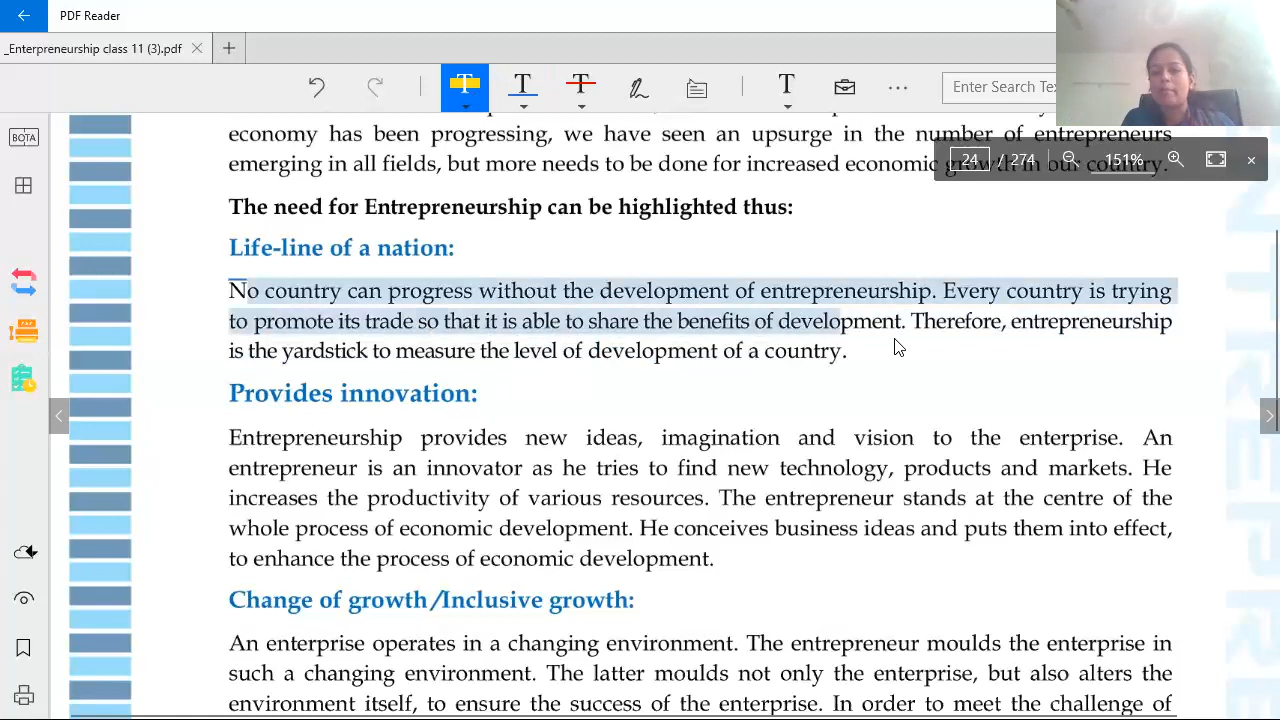 PDF Reader
_Enterpreneurship class 11 (3).pdf
Enter Search Tex
BOTA
24 / 274
151%
economy has been progressing, we have seen an upsurge in the number of entrepreneurs
emerging in all fields, but more needs to be done for increased economic growth in our country.
The need for Entrepreneurship can be highlighted thus:
Life-line of a nation:
No country can progress without the development of entrepreneurship. Every country is trying
to promote its trade so that it is able to share the benefits of development. Therefore, entrepreneurship
is the yardstick to measure the level of development of a country.
Provides innovation:
Entrepreneurship provides new ideas, imagination and vision to the enterprise. An
entrepreneur is an innovator as he tries to find new technology, products and markets. He
increases the productivity of various resources. The entrepreneur stands at the centre of the
whole process of economic development. He conceives business ideas and puts them into effect,
to enhance the process of economic development.
Change of growth/Inclusive growth:
An enterprise operates in a changing environment. The entrepreneur moulds the enterprise in
such a changing environment. The latter moulds not only the enterprise, but also alters the
environment itself, to ensure the success of the enterprise. In order to meet the challenge of